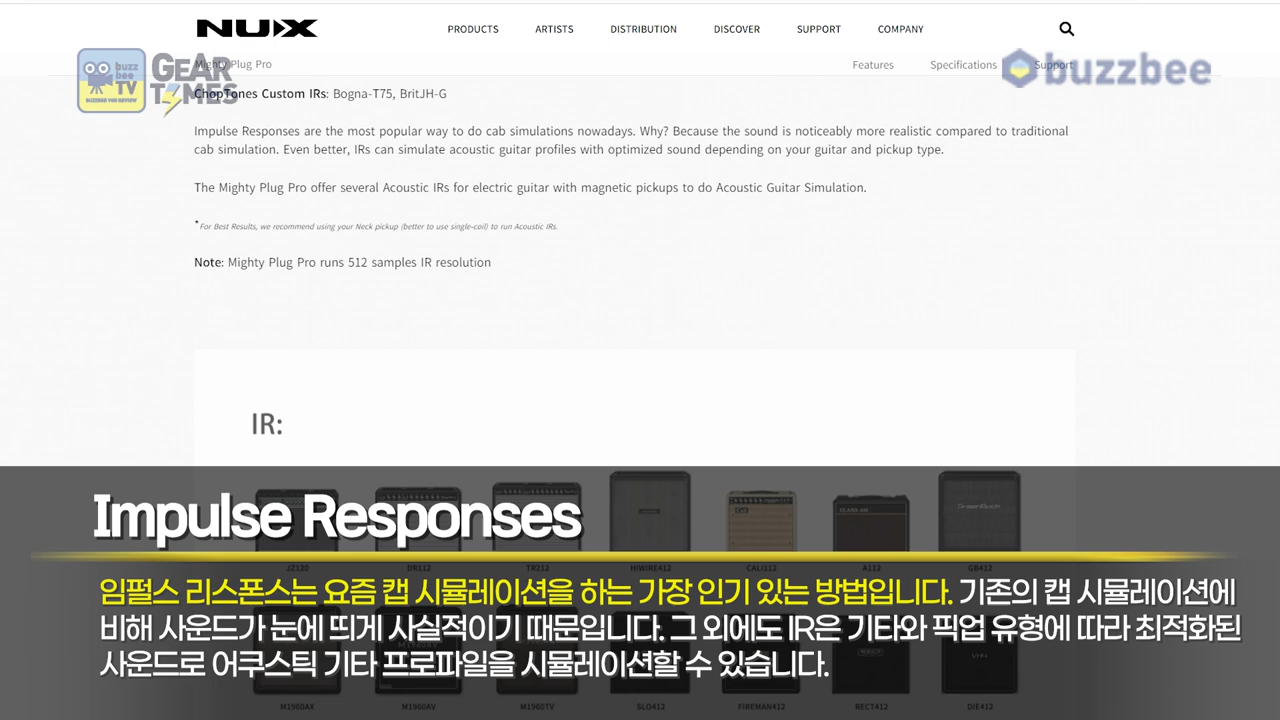 NUX
PRODUCTS ARTISTS DISTRIBUTION DISCOVER SUPPORT COMPANY
Mighty Plug Pro Features Specifications Support
buzz bee TV GEAR TIMES
buzzbee
ChopTones Custom IRs: Bogna-T75, BritJH-G
Impulse Responses are the most popular way to do cab simulations nowadays. Why? Because the sound is noticeably more realistic compared to traditional
cab simulation. Even better, IRs can simulate acoustic guitar profiles with optimized sound depending on your guitar and pickup type.
The Mighty Plug Pro offer several Acoustic IRs for electric guitar with magnetic pickups to do Acoustic Guitar Simulation.
*For Best Results, we recommend using your Neck pickup (better to use single-coil) to run Acoustic IRs.
Note: Mighty Plug Pro runs 512 samples IR resolution
IR:
Impulse Responses
JZ120 DR112 TR212 HIWIRE412 CALI112 A112 GB412
임펄스 리스폰스는 요즘 캡 시뮬레이션을 하는 가장 인기 있는 방법입니다. 기존의 캡 시뮬레이션에
비해 사운드가 눈에 띄게 사실적이기 때문입니다. 그 외에도 IR은 기타와 픽업 유형에 따라 최적화된
사운드로 어쿠스틱 기타 프로파일을 시뮬레이션할 수 있습니다.
M1960AX M1960AV M1960TV SLO412 FIREMAN412 RECT412 DIE412